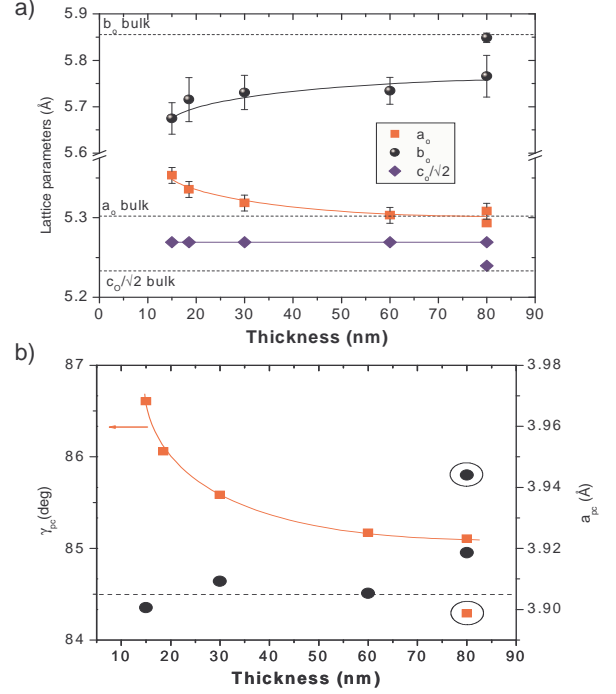 a)
b_o bulk
5.9
5.8
5.7
5.6
5.3
5.2
Lattice parameters (Å)
a_o
b_o
c_o/√2
a_o bulk
c_O/√2 bulk
0 10 20 30 40 50 60 70 80 90
Thickness (nm)
b)
87
86
85
84
γ_pc(deg)
3.98
3.96
3.94
3.92
3.90
a_pc (Å)
10 20 30 40 50 60 70 80 90
Thickness (nm)